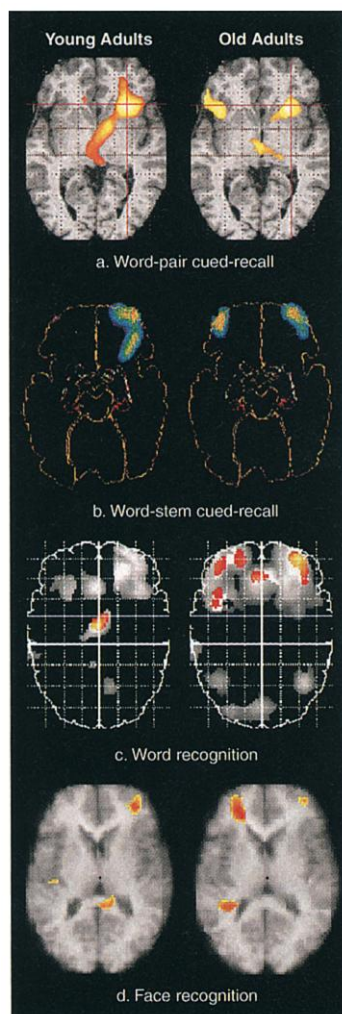 Young Adults
Old Adults
a. Word-pair cued-recall
b. Word-stem cued-recall
c. Word recognition
d. Face recognition